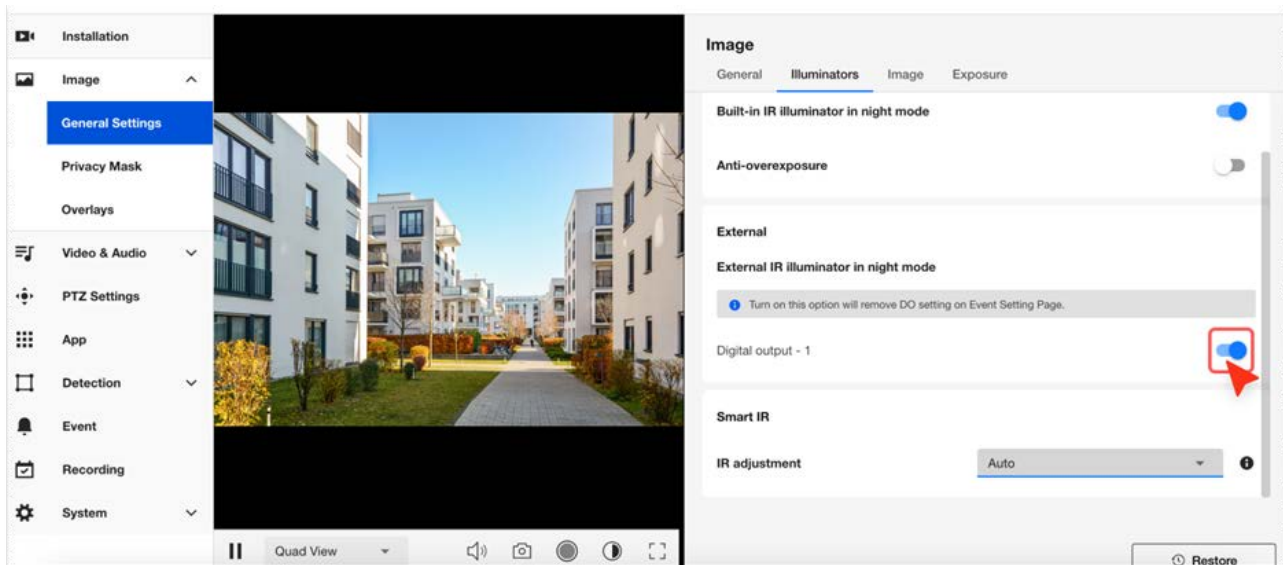 Installation
Image
General Settings
Privacy Mask
Overlays
Video & Audio
PTZ Settings
App
Detection
Event
Recording
System
Quad View
Image
General Illuminators Image Exposure
Built-in IR illuminator in night mode
Anti-overexposure
External
External IR illuminator in night mode
Turn on this option will remove DO setting on Event Setting Page.
Digital output - 1
Smart IR
IR adjustment Auto
Restore